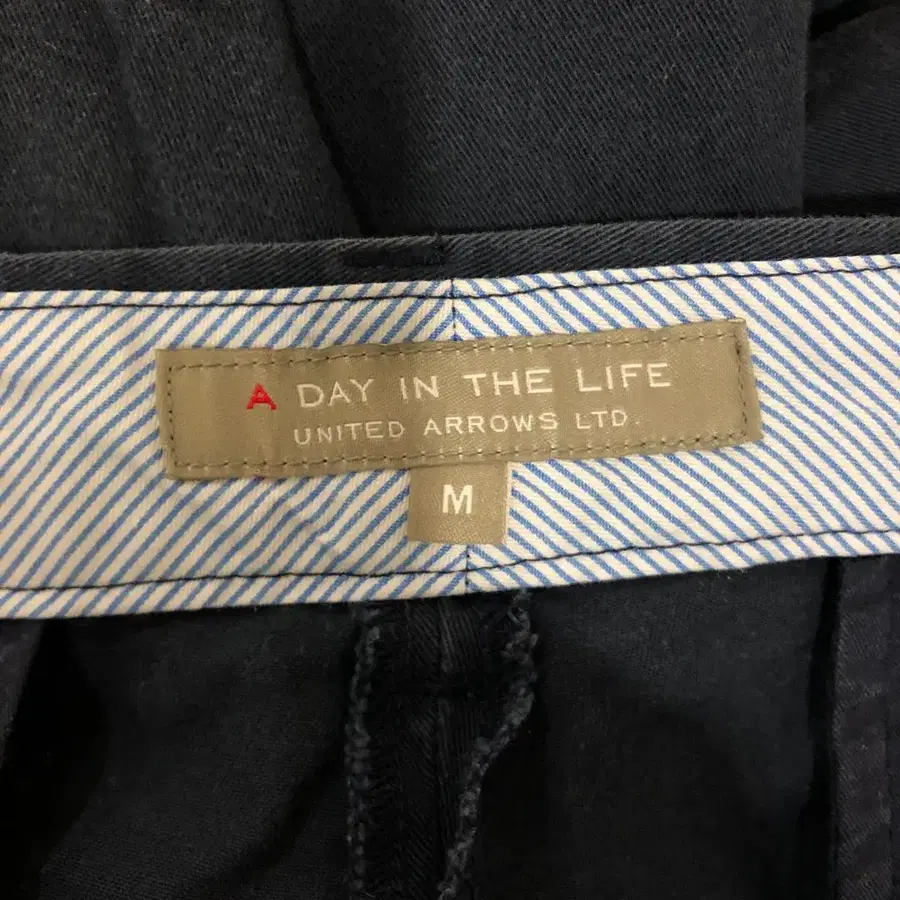 A DAY IN THE LIFE
UNITED ARROWS LTD.
M